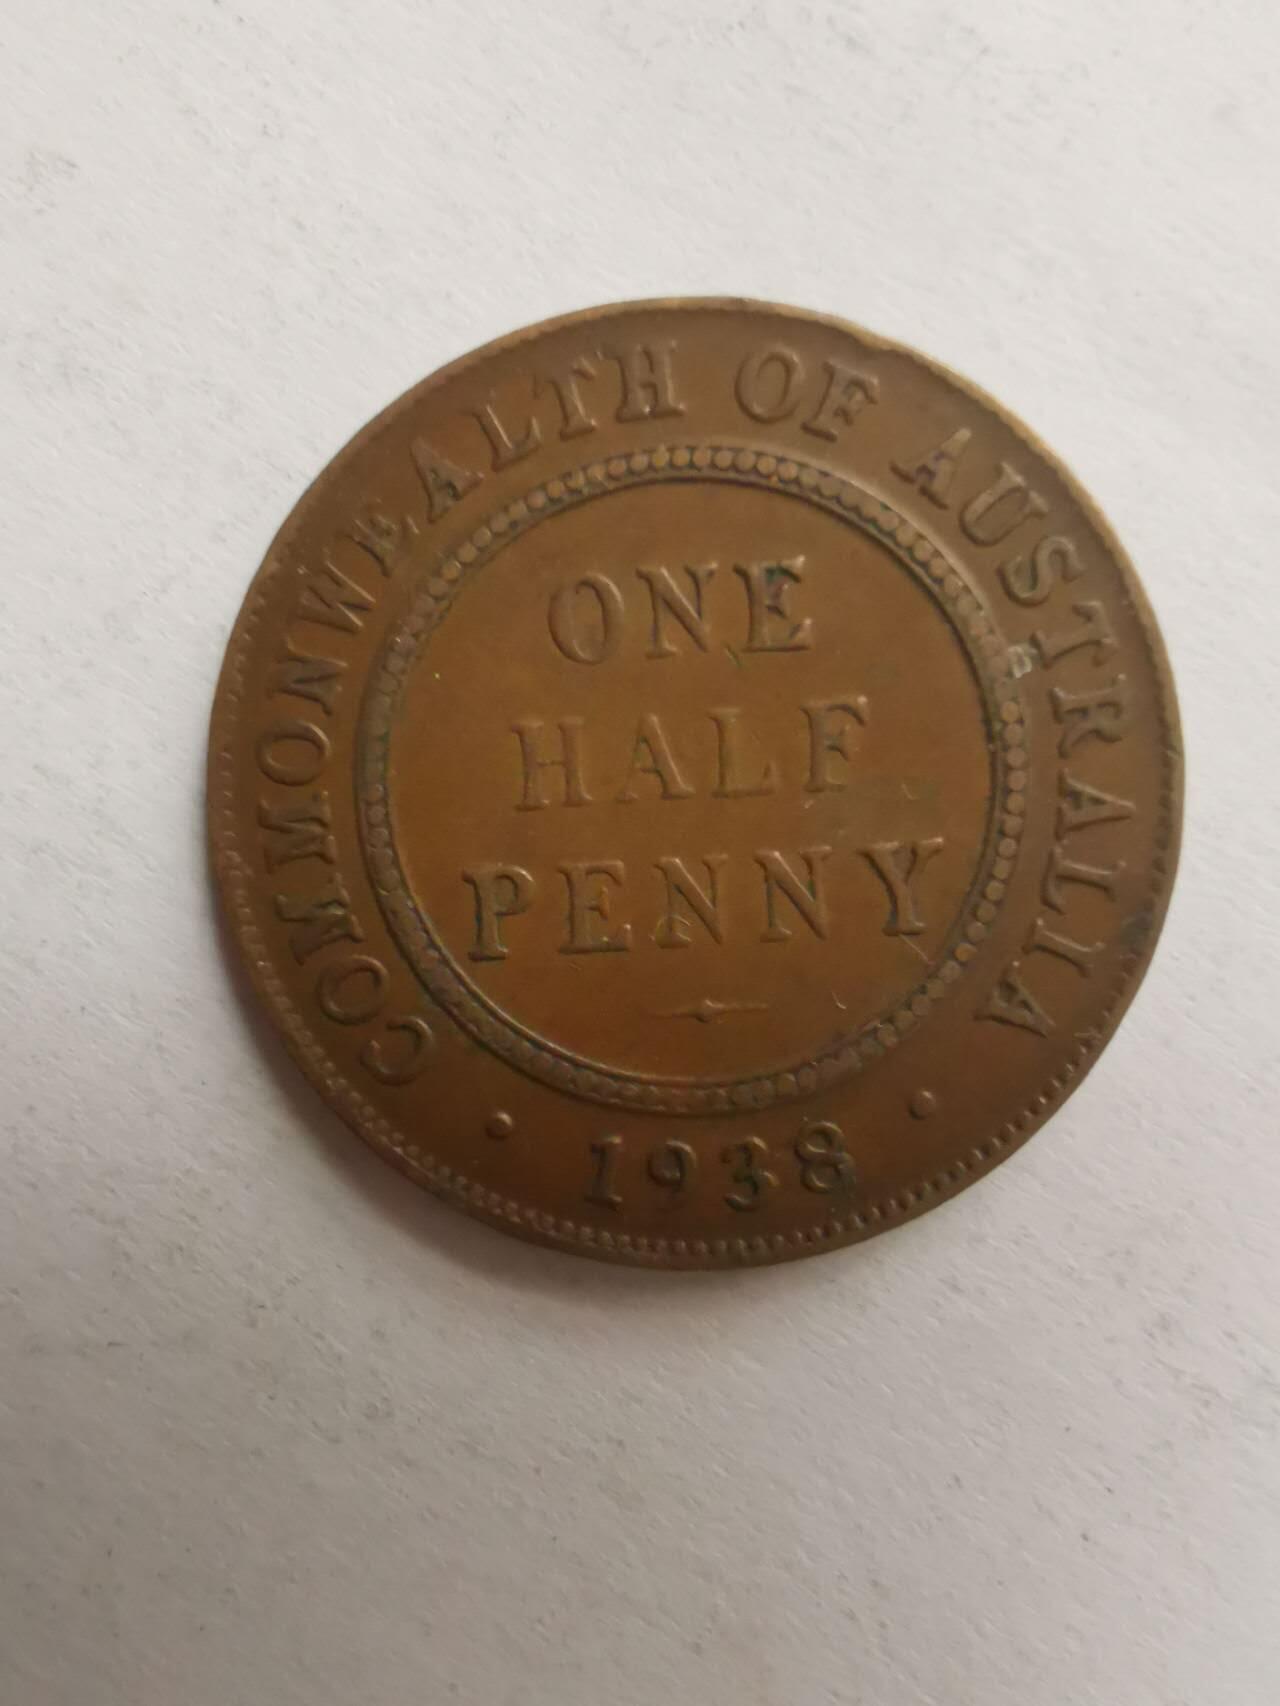 COMMONWEALTH OF AUSTRALIA
ONE
HALF
PENNY
1938